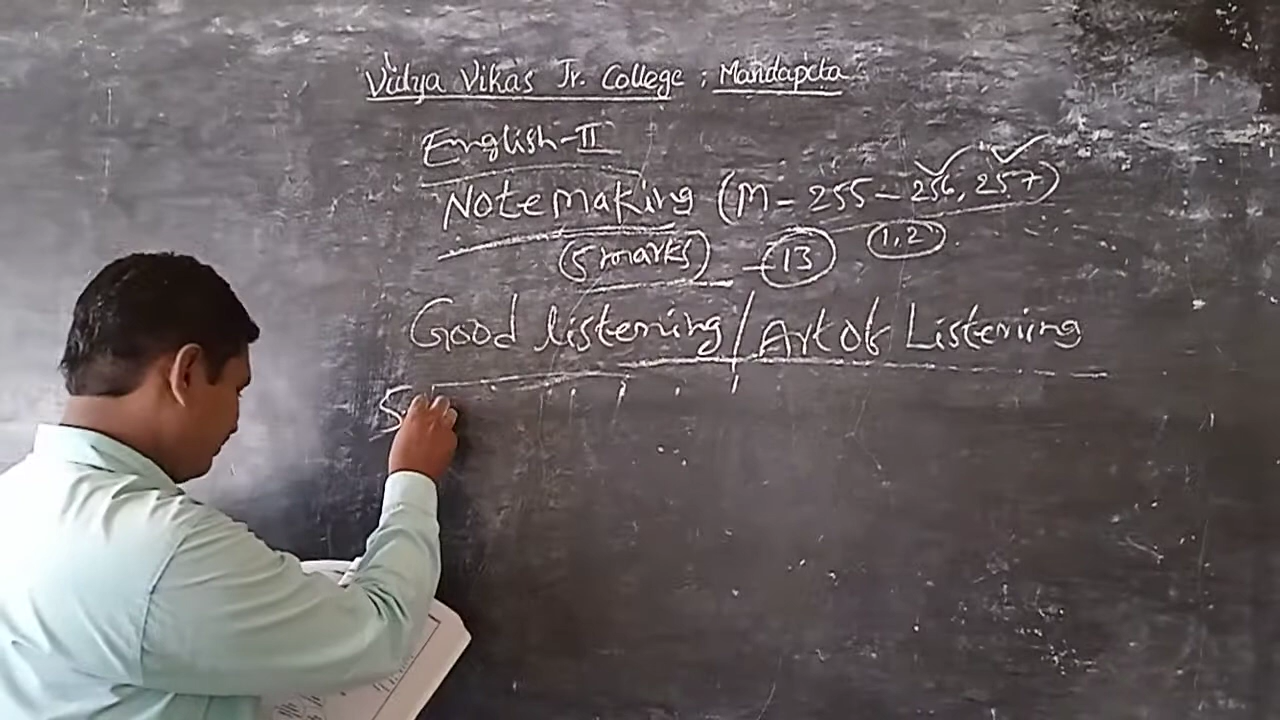 Vidya Vikas Jr. College ; Mandapeta
English-II
Notemaking (M - 255 - 256, 257)
(5 marks) - 13 1,2
Good listening / Art Of Listening
S